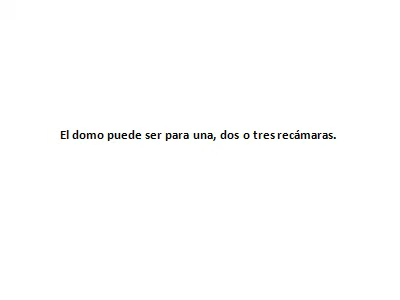 El domo puede ser para una, dos o tres recámaras.